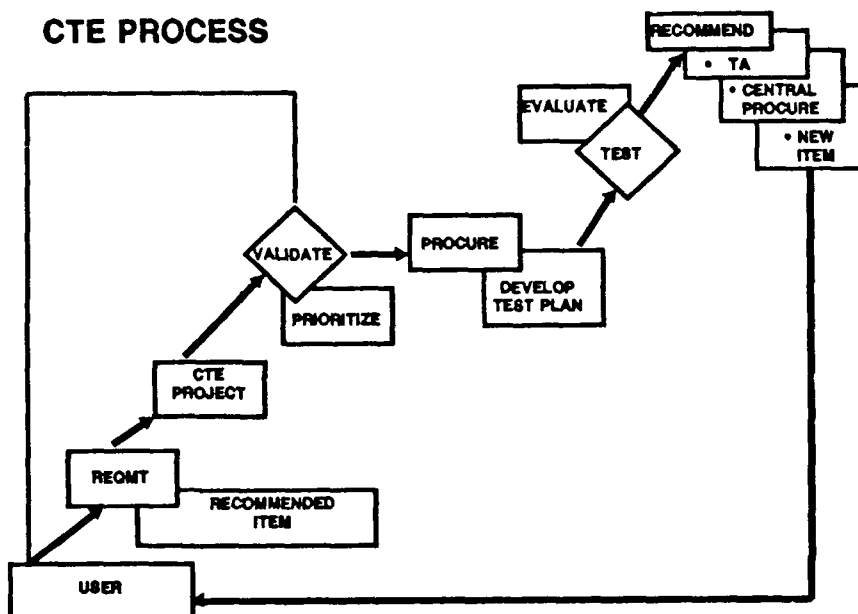 CTE PROCESS
RECOMMEND
• TA
• CENTRAL
PROCURE
• NEW
ITEM
EVALUATE
TEST
VALIDATE
PROCURE
DEVELOP
TEST PLAN
PRIORITIZE
CTE
PROJECT
REQMT
RECOMMENDED
ITEM
USER